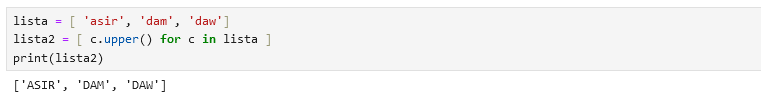 lista = [ 'asir', 'dam', 'daw']
lista2 = [ c.upper() for c in lista ]
print(lista2)
['ASIR', 'DAM', 'DAW']